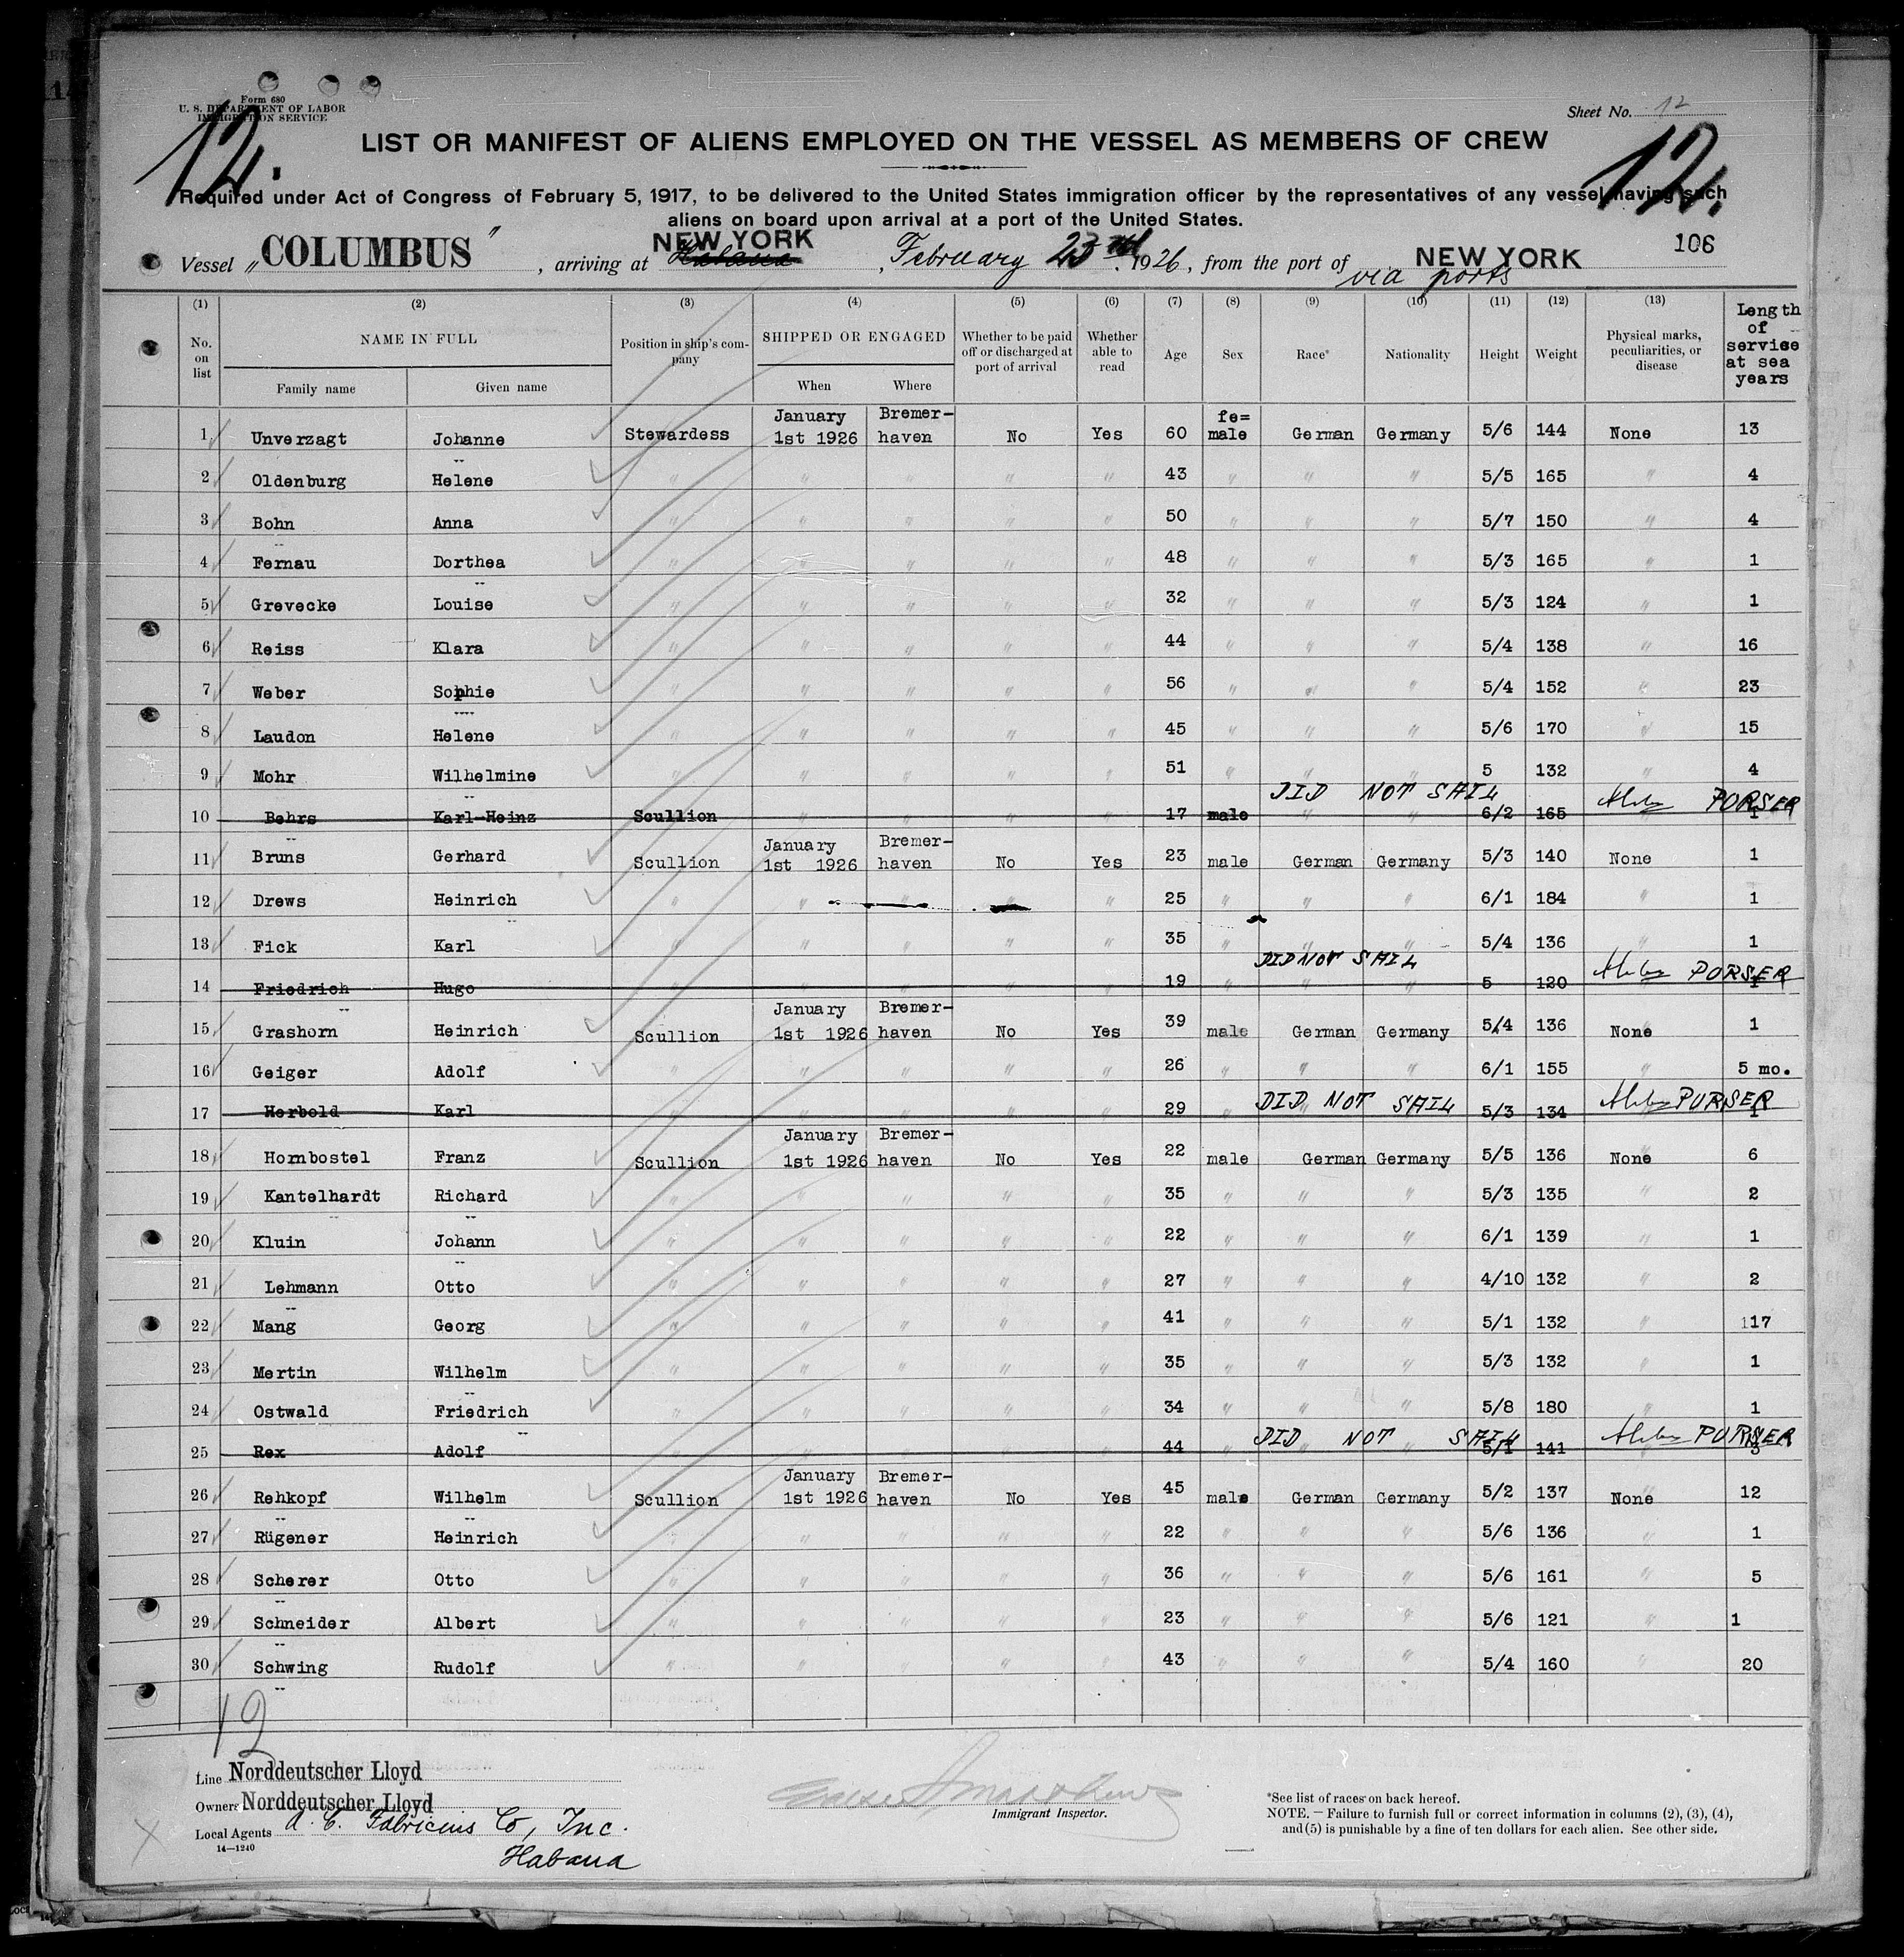 Form 680
U. S. DEPARTMENT OF LABOR
IMMIGRATION SERVICE
Sheet No. 12
12.
12.
LIST OR MANIFEST OF ALIENS EMPLOYED ON THE VESSEL AS MEMBERS OF CREW
Required under Act of Congress of February 5, 1917, to be delivered to the United States immigration officer by the representatives of any vessel having such
aliens on board upon arrival at a port of the United States.
106
Vessel „COLUMBUS”, arriving at Habana NEW YORK, February 23rd, 1926, from the port of NEW YORK
via ports
(1) (2) (3) (4) (5) (6) (7) (8) (9) (10) (11) (12) (13)
No. on list NAME IN FULL Family name Given name Position in ship's company SHIPPED OR ENGAGED When Where Whether to be paid off or discharged at port of arrival Whether able to read Age Sex Race* Nationality Height Weight Physical marks, peculiarities, or disease Length of service at sea years
1 Unverzagt Johanne Stewardess January 1st 1926 Bremer-haven No Yes 60 fe=male German Germany 5/6 144 None 13
2 Oldenburg Helene " " " " " 43 " " " 5/5 165 " 4
3 Bohn Anna " " " " " 50 " " " 5/7 150 " 4
4 Fernau Dorthea " " " " " 48 " " " 5/3 165 " 1
5 Grevecke Louise " " " " " 32 " " " 5/3 124 " 1
6 Reiss Klara " " " " " 44 " " " 5/4 138 " 16
7 Weber Sophie " " " " " 56 " " " 5/4 152 " 23
8 Laudon Helene " " " " " 45 " " " 5/6 170 " 15
9 Mohr Wilhelmine " " " " " 51 " " " 5 132 " 4
DID NOT SAIL PURSER
10 Behrs Karl-Heinz Scullion " " " " 17 male " " 6/2 165 1
11 Bruns Gerhard Scullion January 1st 1926 Bremer-haven No Yes 23 male German Germany 5/3 140 None 1
12 Drews Heinrich " " " " " 25 " " " 6/1 184 " 1
13 Fick Karl " " " " " 35 " " " 5/4 136 " 1
DID NOT SAIL PURSER
14 Friedrich Hugo " " " " " 19 " " " 5 120 1
15 Grashorn Heinrich Scullion January 1st 1926 Bremer-haven No Yes 39 male German Germany 5/4 136 None 1
16 Geiger Adolf " " " " " 26 " " " 6/1 155 " 5 mo.
DID NOT SAIL PURSER
17 Herbold Karl " " " " " 29 " " " 5/3 134 1
18 Hornbostel Franz Scullion January 1st 1926 Bremer-haven No Yes 22 male German Germany 5/5 136 None 6
19 Kantelhardt Richard " " " " " 35 " " " 5/3 135 " 2
20 Kluin Johann " " " " " 22 " " " 6/1 139 " 1
21 Lehmann Otto " " " " " 27 " " " 4/10 132 " 2
22 Mang Georg " " " " " 41 " " " 5/1 132 " 117
23 Mertin Wilhelm " " " " " 35 " " " 5/3 132 " 1
24 Ostwald Friedrich " " " " " 34 " " " 5/8 180 " 1
DID NOT SAIL PURSER
25 Rex Adolf " " " " " 44 " " " 5/1 141
26 Rehkopf Wilhelm Scullion January 1st 1926 Bremer-haven No Yes 45 male German Germany 5/2 137 None 12
27 Rügener Heinrich " " " " " 22 " " " 5/6 136 " 1
28 Scherer Otto " " " " " 36 " " " 5/6 161 " 5
29 Schneider Albert " " " " " 23 " " " 5/6 121 " 1
30 Schwing Rudolf " " " " " 43 " " " 5/4 160 " 20
12
Line Norddeutscher Lloyd
Owners Norddeutscher Lloyd
Local Agents A. C. Fabricius Co, Inc.
Habana
14—1240
Immigrant Inspector.
*See list of races on back hereof.
NOTE.—Failure to furnish full or correct information in columns (2), (3), (4),
and (5) is punishable by a fine of ten dollars for each alien. See other side.